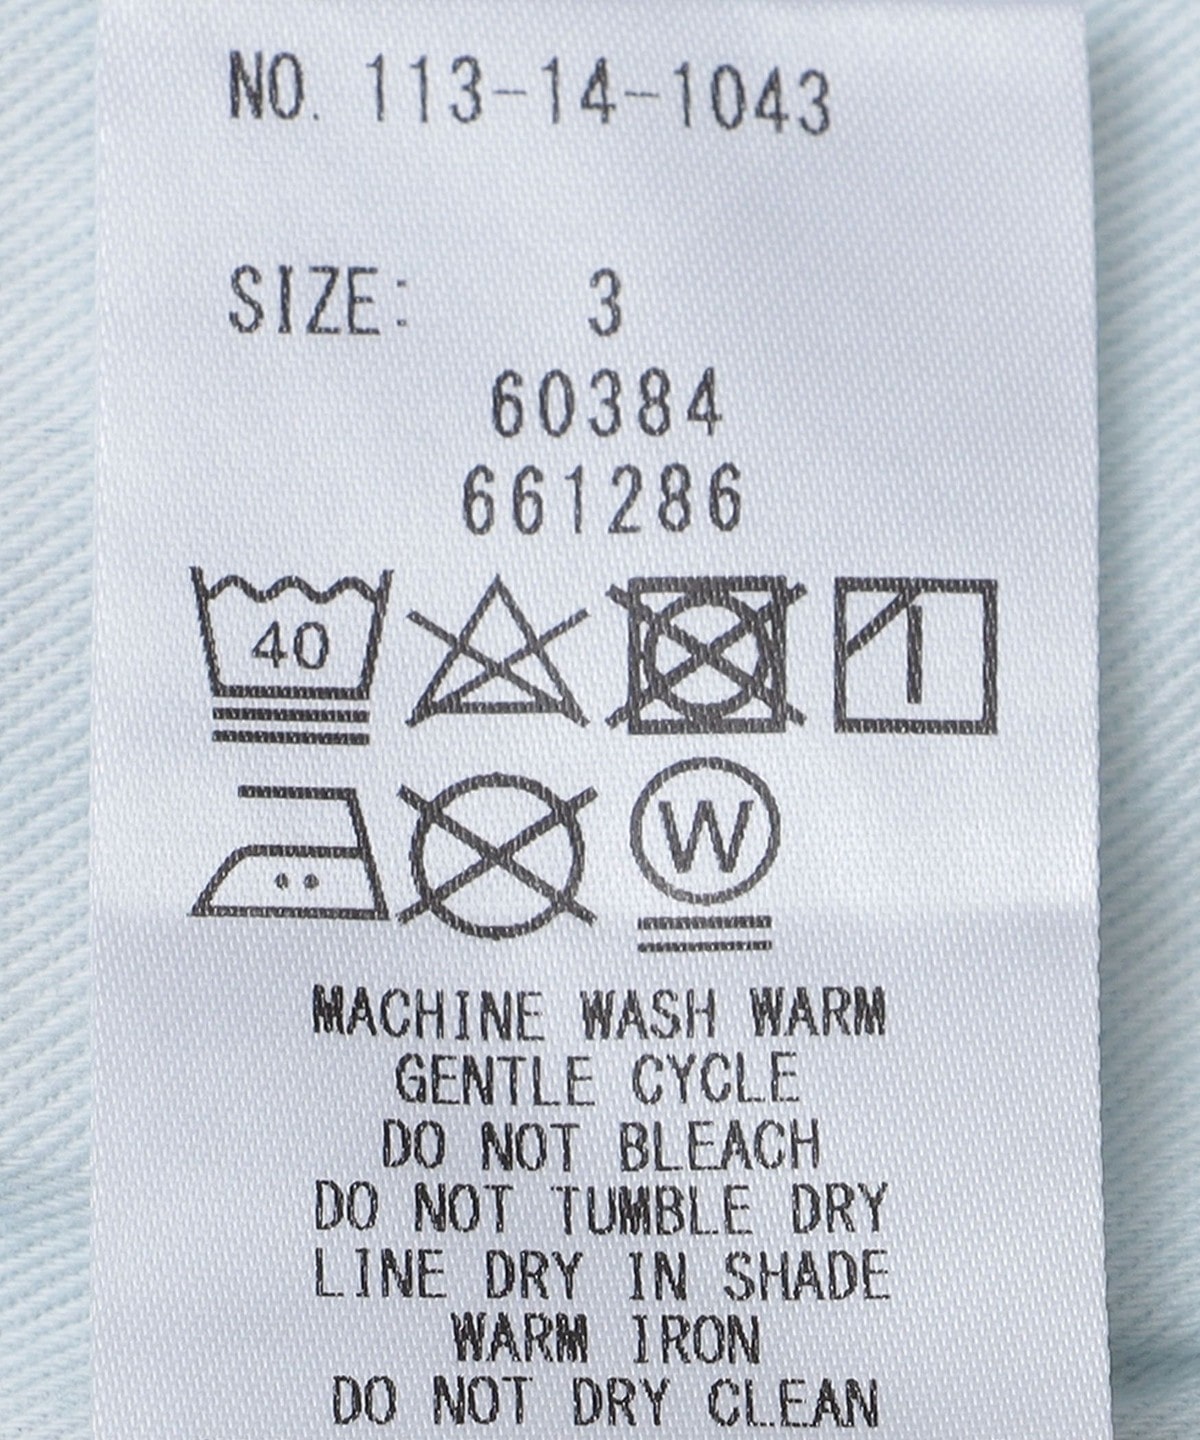 NO. 113-14-1043
SIZE: 3
60384
661286
40
W
MACHINE WASH WARM
GENTLE CYCLE
DO NOT BLEACH
DO NOT TUMBLE DRY
LINE DRY IN SHADE
WARM IRON
DO NOT DRY CLEAN